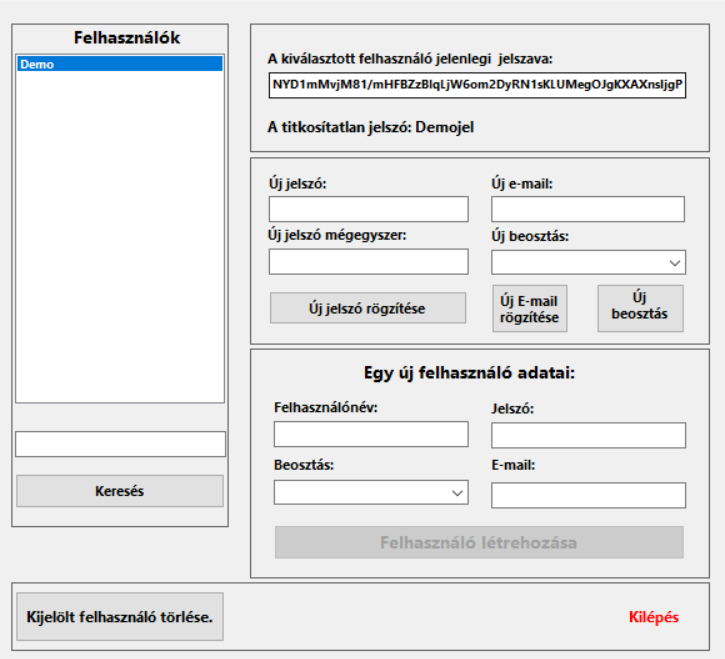 Felhasználók
Demo
Keresés
A kiválasztott felhasználó jelenlegi jelszava:
NYD1mMvjM81/mHFBZzBlqLjW6om2DyRN1sKLUMegOJgKXAXnsljgP
A titkosítatlan jelszó: Demojel
Új jelszó:
Új e-mail:
Új jelszó mégegyszer:
Új beosztás:
Új jelszó rögzítése
Új E-mail
rögzítése
Új
beosztás
Egy új felhasználó adatai:
Felhasználónév:
Jelszó:
Beosztás:
E-mail:
Felhasználó létrehozása
Kijelölt felhasználó törlése.
Kilépés